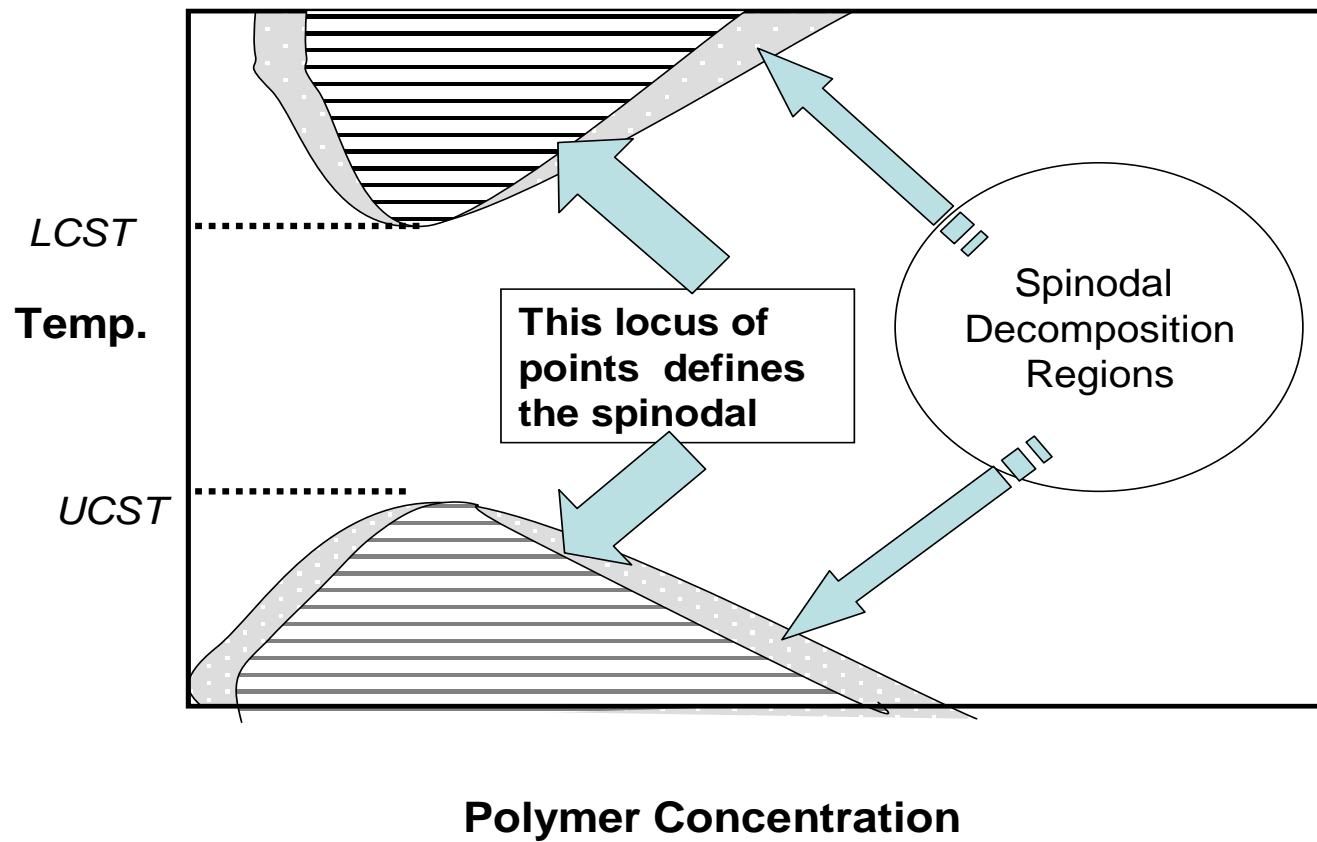 LCST
Temp.
UCST
This locus of
points defines
the spinodal
Spinodal
Decomposition
Regions
Polymer Concentration